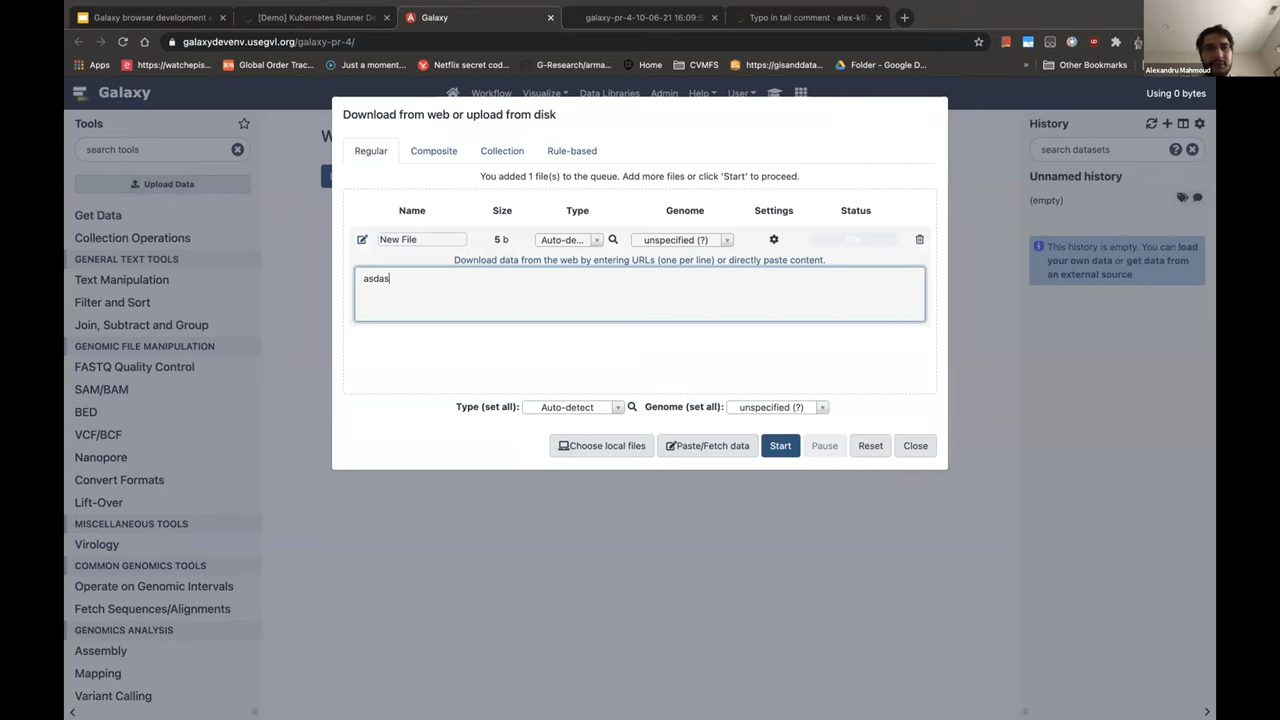 Galaxy browser development a
[Demo] Kubernetes Runner De
Galaxy
galaxy-pr-4-10-06-21 16:09:5
Typo in tail comment · alex-k8
galaxydevenv.usegvl.org/galaxy-pr-4/
Alexandru Mahmoud
Apps
https://watchepis...
Global Order Trac...
Just a moment...
Netflix secret cod...
G-Research/arma...
Home
CVMFS
https://gisanddata...
Folder - Google D...
»
Other Bookmarks
Galaxy
Workflow
Visualize
Data Libraries
Admin
Help
User
Using 0 bytes
Tools
search tools
Upload Data
Get Data
Collection Operations
GENERAL TEXT TOOLS
Text Manipulation
Filter and Sort
Join, Subtract and Group
GENOMIC FILE MANIPULATION
FASTQ Quality Control
SAM/BAM
BED
VCF/BCF
Nanopore
Convert Formats
Lift-Over
MISCELLANEOUS TOOLS
Virology
COMMON GENOMICS TOOLS
Operate on Genomic Intervals
Fetch Sequences/Alignments
GENOMICS ANALYSIS
Assembly
Mapping
Variant Calling
W
Download from web or upload from disk
Regular
Composite
Collection
Rule-based
You added 1 file(s) to the queue. Add more files or click 'Start' to proceed.
Name Size Type Genome Settings Status
New File 5 b Auto-de... unspecified (?) 0%
Download data from the web by entering URLs (one per line) or directly paste content.
asdas
Type (set all): Auto-detect Genome (set all): unspecified (?)
Choose local files
Paste/Fetch data
Start
Pause
Reset
Close
History
search datasets
Unnamed history
(empty)
This history is empty. You can load
your own data or get data from
an external source